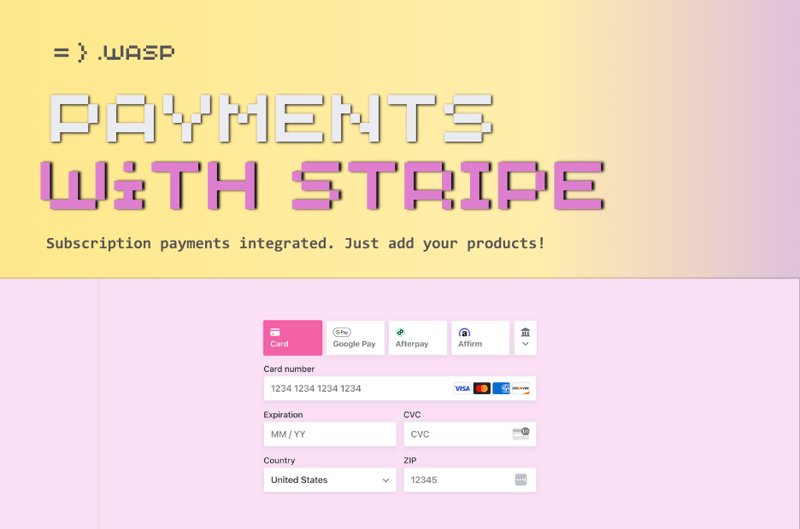 = } .WASP
PAYMENTS
WiTH STRIPE
Subscription payments integrated. Just add your products!
G Pay
Card Google Pay Afterpay Affirm
Card number
1234 1234 1234 1234 VISA DISCOVER
Expiration CVC
MM / YY CVC
Country ZIP
United States 12345